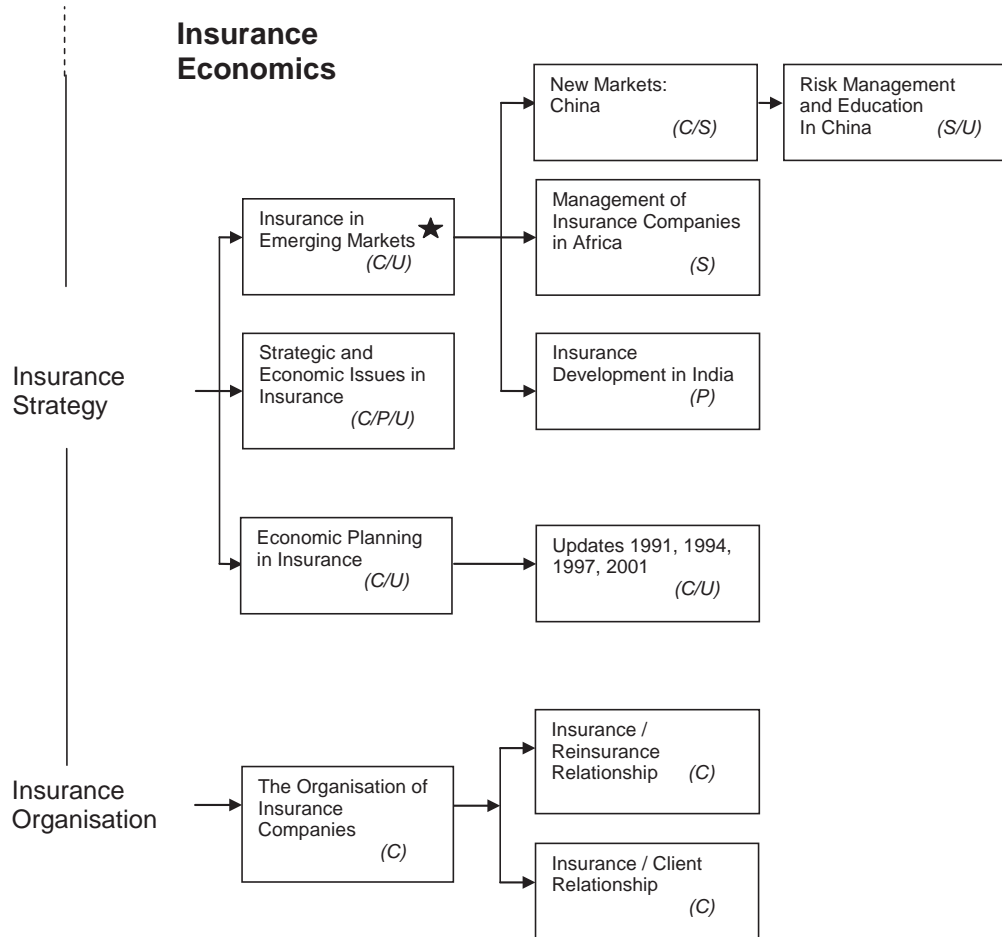 Insurance
Economics
New Markets:
China
(C/S)
Risk Management
and Education
In China (S/U)
Insurance in
Emerging Markets
(C/U)
Management of
Insurance Companies
in Africa
(S)
Insurance
Strategy
Strategic and
Economic Issues in
Insurance
(C/P/U)
Insurance
Development in India
(P)
Economic Planning
in Insurance
(C/U)
Updates 1991, 1994,
1997, 2001
(C/U)
Insurance
Organisation
The Organisation of
Insurance
Companies
(C)
Insurance /
Reinsurance
Relationship (C)
Insurance / Client
Relationship
(C)